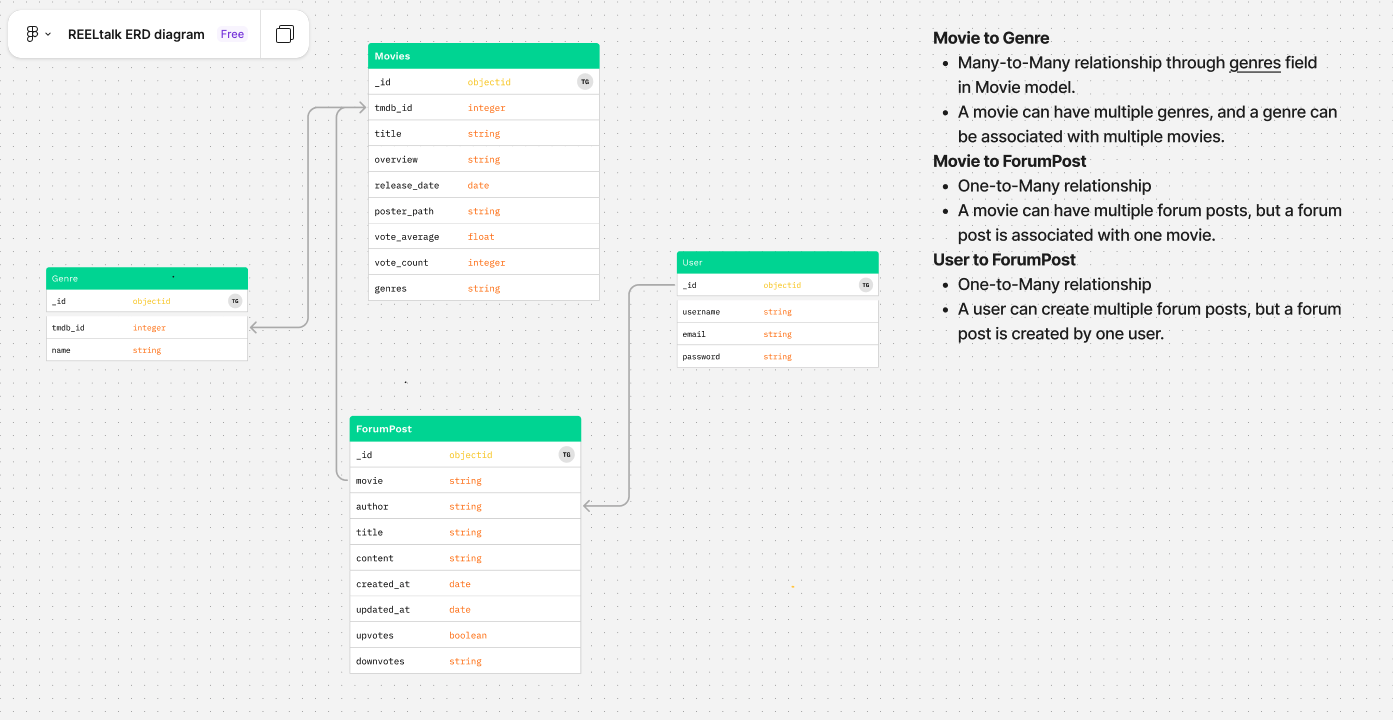 REELtalk ERD diagram Free
Movies
_id objectid TG
tmdb_id integer
title string
overview string
release_date date
poster_path string
vote_average float
vote_count integer
genres string
Genre
_id objectid TG
tmdb_id integer
name string
User
_id objectid TG
username string
email string
password string
ForumPost
_id objectid TG
movie string
author string
title string
content string
created_at date
updated_at date
upvotes boolean
downvotes string
Movie to Genre
• Many-to-Many relationship through genres field
in Movie model.
• A movie can have multiple genres, and a genre can
be associated with multiple movies.
Movie to ForumPost
• One-to-Many relationship
• A movie can have multiple forum posts, but a forum
post is associated with one movie.
User to ForumPost
• One-to-Many relationship
• A user can create multiple forum posts, but a forum
post is created by one user.